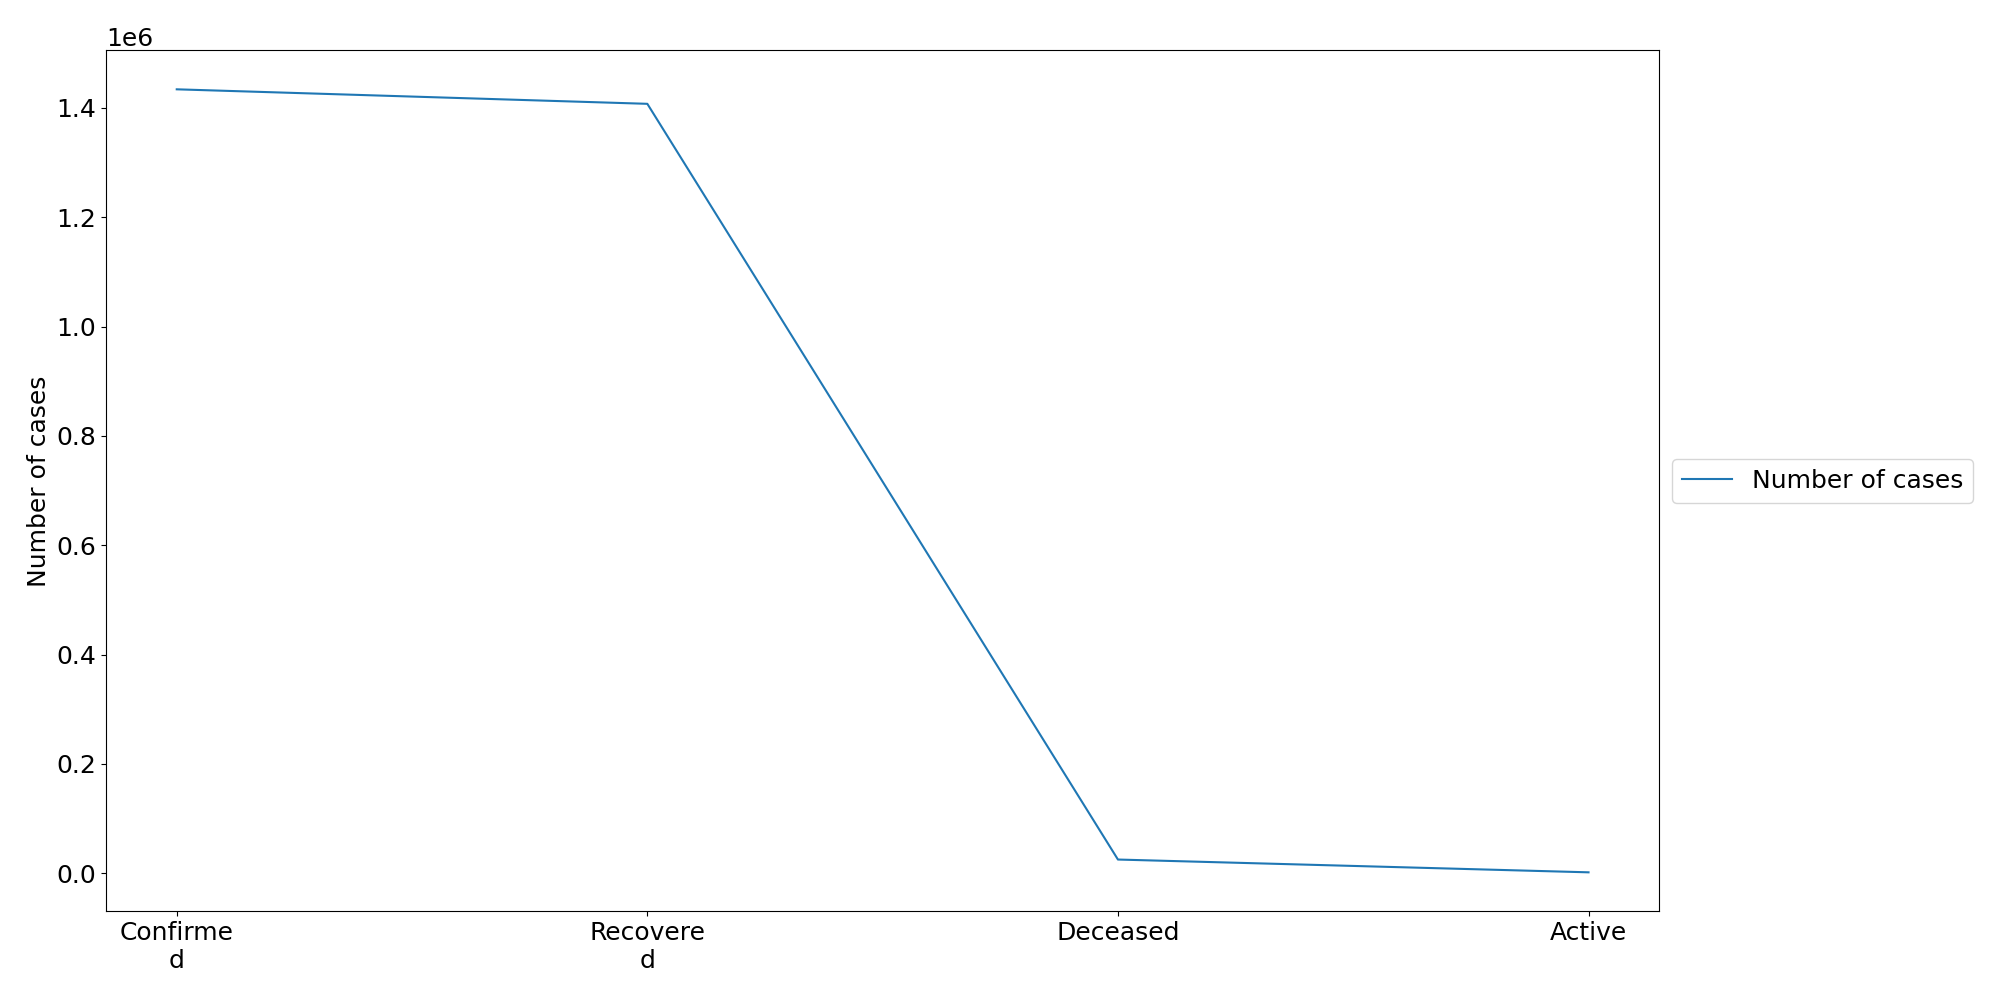 1e6
1.4
1.2
1.0
0.8
0.6
0.4
0.2
0.0
Number of cases
Confirme
d
Recovere
d
Deceased
Active
Number of cases